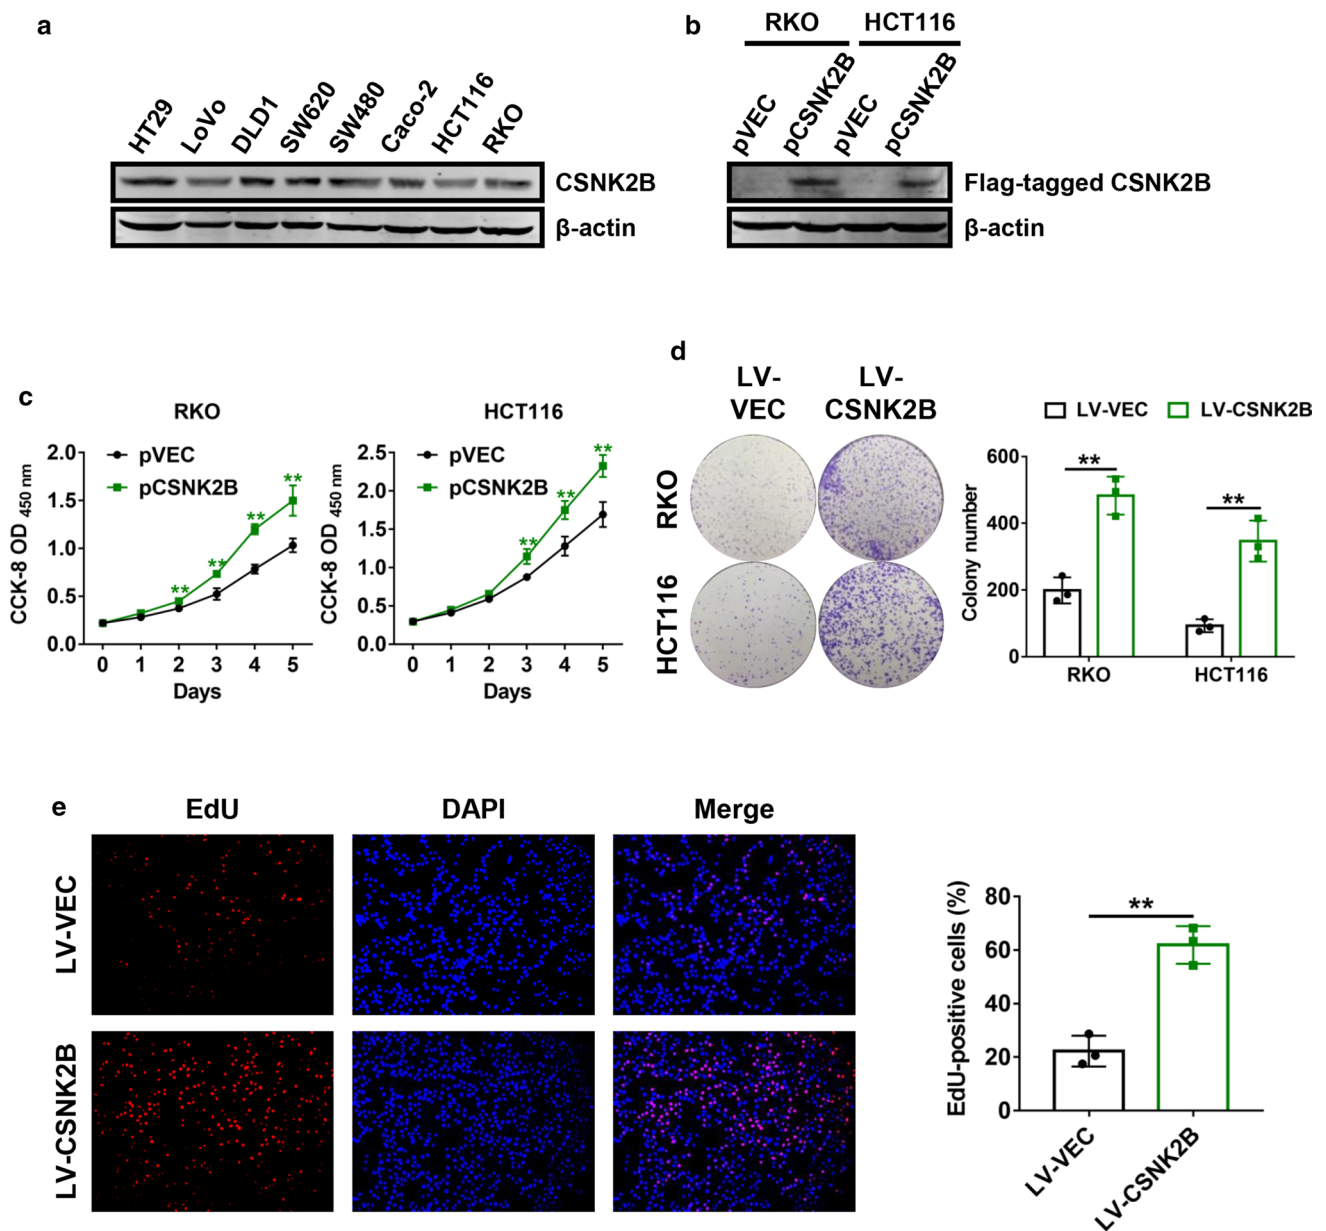 a
HT29 LoVo DLD1 SW620 SW480 Caco-2 HCT116 RKO
CSNK2B
β-actin
b
RKO HCT116
pVEC pCSNK2B pVEC pCSNK2B
Flag-tagged CSNK2B
β-actin
c
RKO
pVEC
pCSNK2B
CCK-8 OD 450 nm
2.0
1.5
1.0
0.5
0.0
** ** ** **
0 1 2 3 4 5
Days
HCT116
pVEC
pCSNK2B
CCK-8 OD 450 nm
2.5
2.0
1.5
1.0
0.5
0.0
** ** **
0 1 2 3 4 5
Days
d
LV-VEC
LV-CSNK2B
RKO
HCT116
LV-VEC LV-CSNK2B
Colony number
600
400
200
0
** **
RKO HCT116
e
EdU DAPI Merge
LV-VEC
LV-CSNK2B
EdU-positive cells (%)
80
60
40
20
0
**
LV-VEC LV-CSNK2B